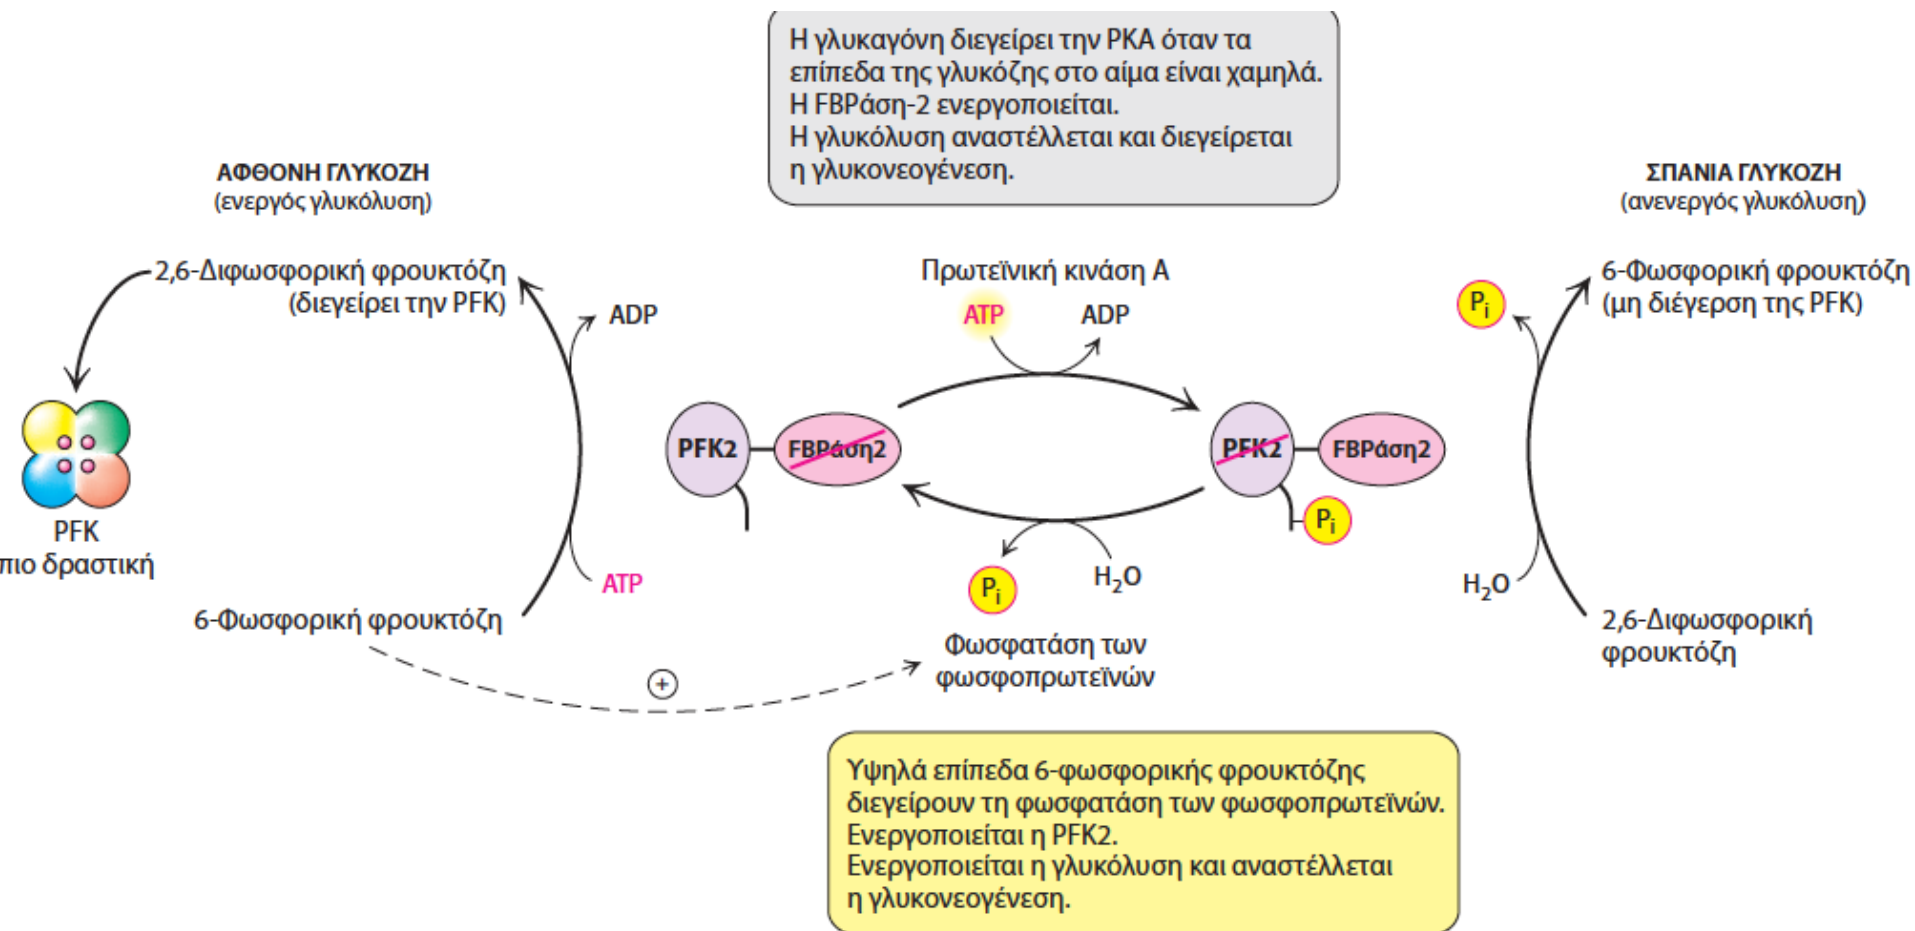 Η γλυκαγόνη διεγείρει την PKA όταν τα
επίπεδα της γλυκόζης στο αίμα είναι χαμηλά.
Η FBPάση-2 ενεργοποιείται.
Η γλυκόλυση αναστέλλεται και διεγείρεται
η γλυκονεογένεση.
ΑΦΘΟΝΗ ΓΛΥΚΟΖΗ
(ενεργός γλυκόλυση)
ΣΠΑΝΙΑ ΓΛΥΚΟΖΗ
(ανενεργός γλυκόλυση)
2,6-Διφωσφορική φρουκτόζη
(διεγείρει την PFK)
ADP
Πρωτεϊνική κινάση Α
ATP
ADP
Pi
6-Φωσφορική φρουκτόζη
(μη διέγερση της PFK)
PFK2
FBPάση2
PFK2
FBPάση2
Pi
PFK
πιο δραστική
ATP
6-Φωσφορική φρουκτόζη
Pi
H2O
H2O
2,6-Διφωσφορική
φρουκτόζη
+
Φωσφατάση των
φωσφοπρωτεϊνών
Υψηλά επίπεδα 6-φωσφορικής φρουκτόζης
διεγείρουν τη φωσφατάση των φωσφοπρωτεϊνών.
Ενεργοποιείται η PFK2.
Ενεργοποιείται η γλυκόλυση και αναστέλλεται
η γλυκονεογένεση.